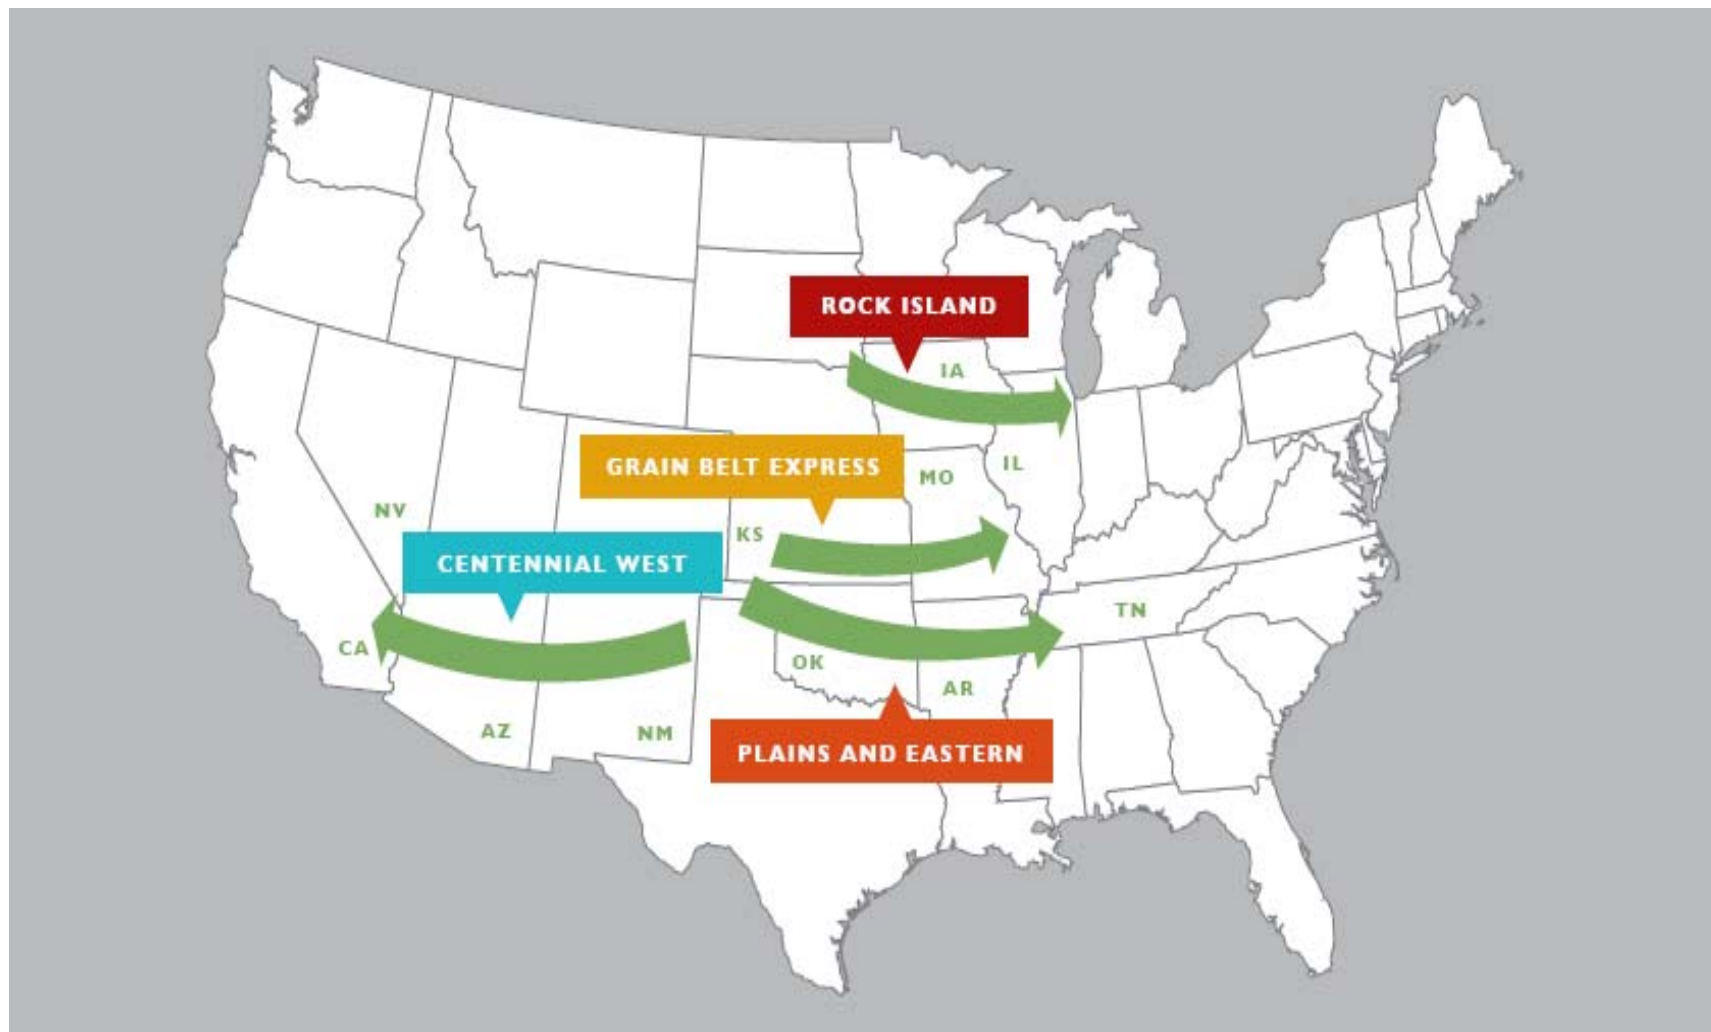 ROCK ISLAND
IA
GRAIN BELT EXPRESS
MO
IL
NV
KS
CENTENNIAL WEST
TN
CA
OK
AR
AZ
NM
PLAINS AND EASTERN